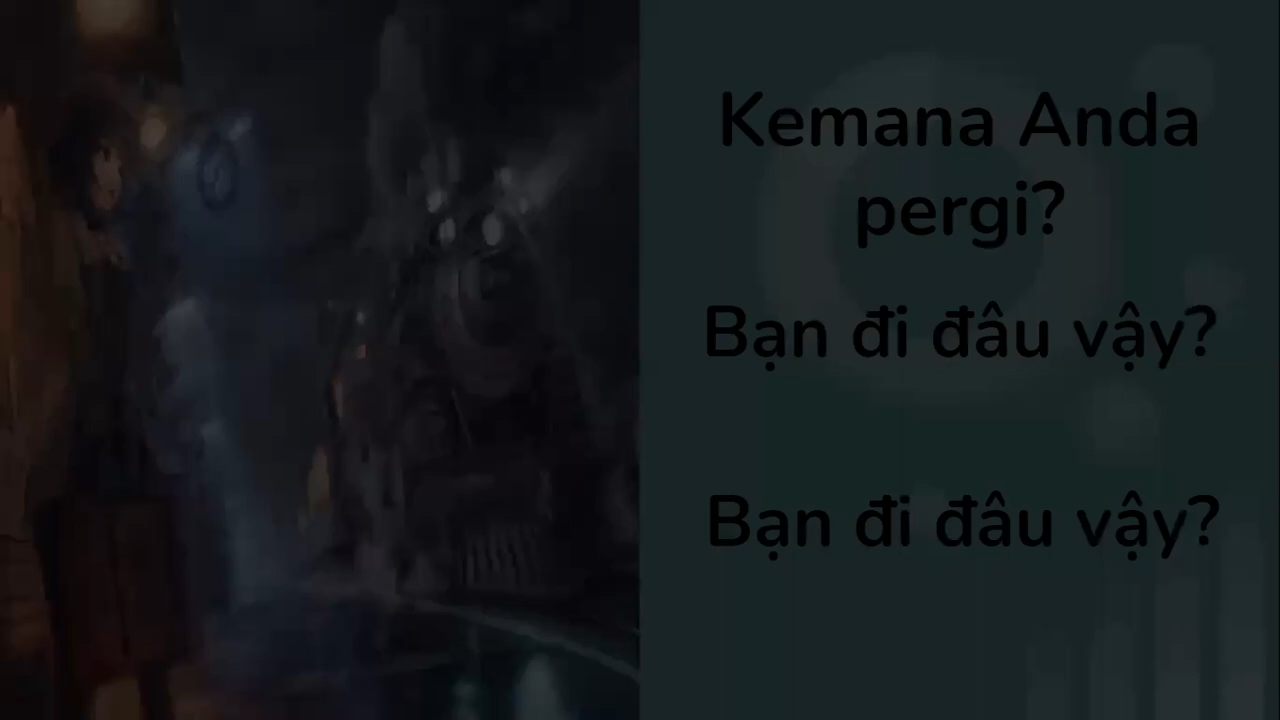 Kemana Anda
pergi?
Bạn đi đâu vậy?
Bạn đi đâu vậy?